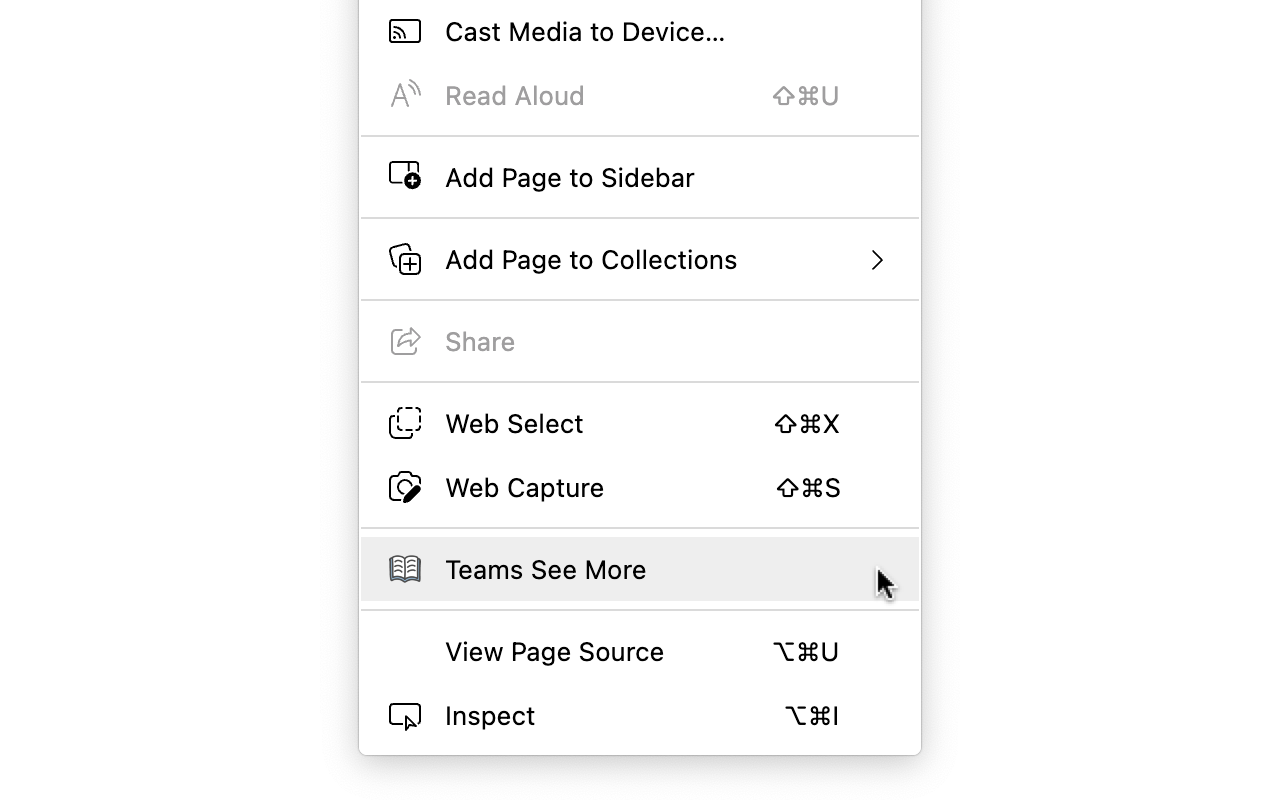 Cast Media to Device...
Read Aloud ⇧⌘U
Add Page to Sidebar
Add Page to Collections
Share
Web Select ⇧⌘X
Web Capture ⇧⌘S
Teams See More
View Page Source ⌥⌘U
Inspect ⌥⌘I